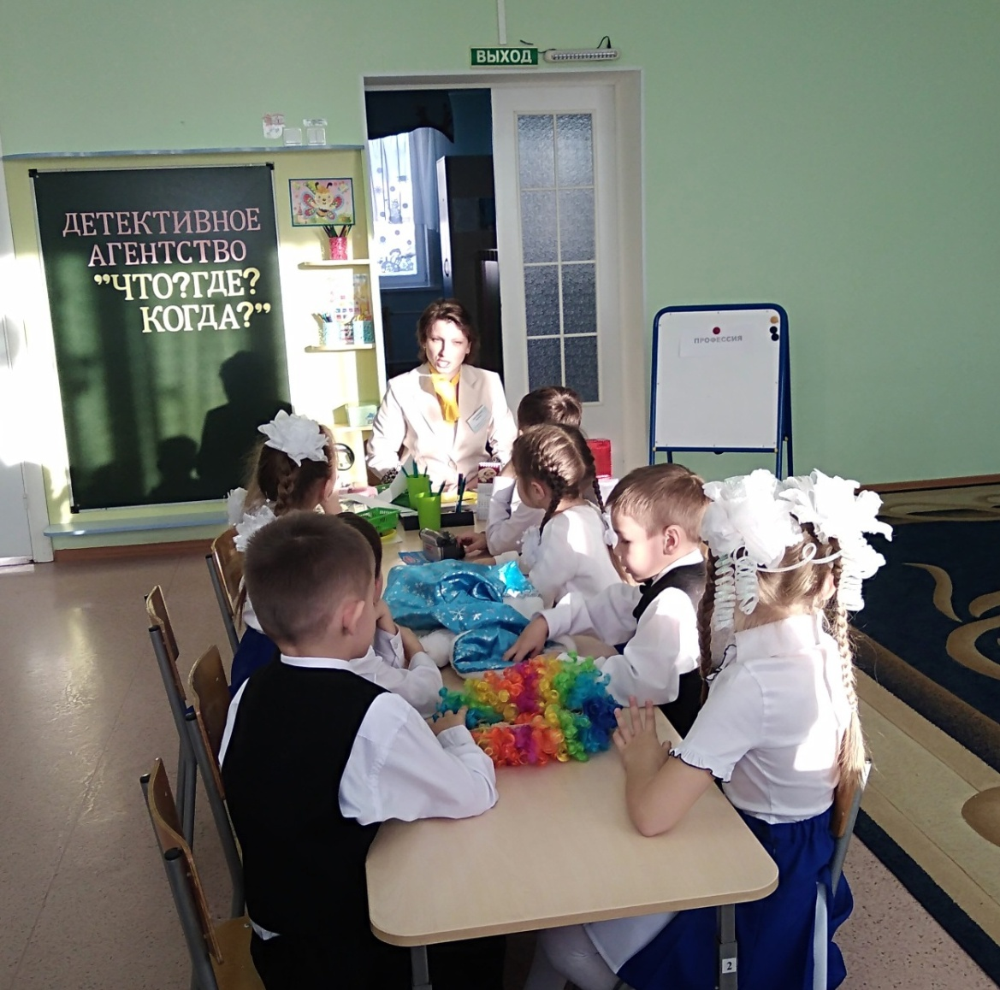 ВЫХОД
ДЕТЕКТИВНОЕ
АГЕНТСТВО
"ЧТО?ГДЕ?
КОГДА?"
ПРОФЕССИЯ
2